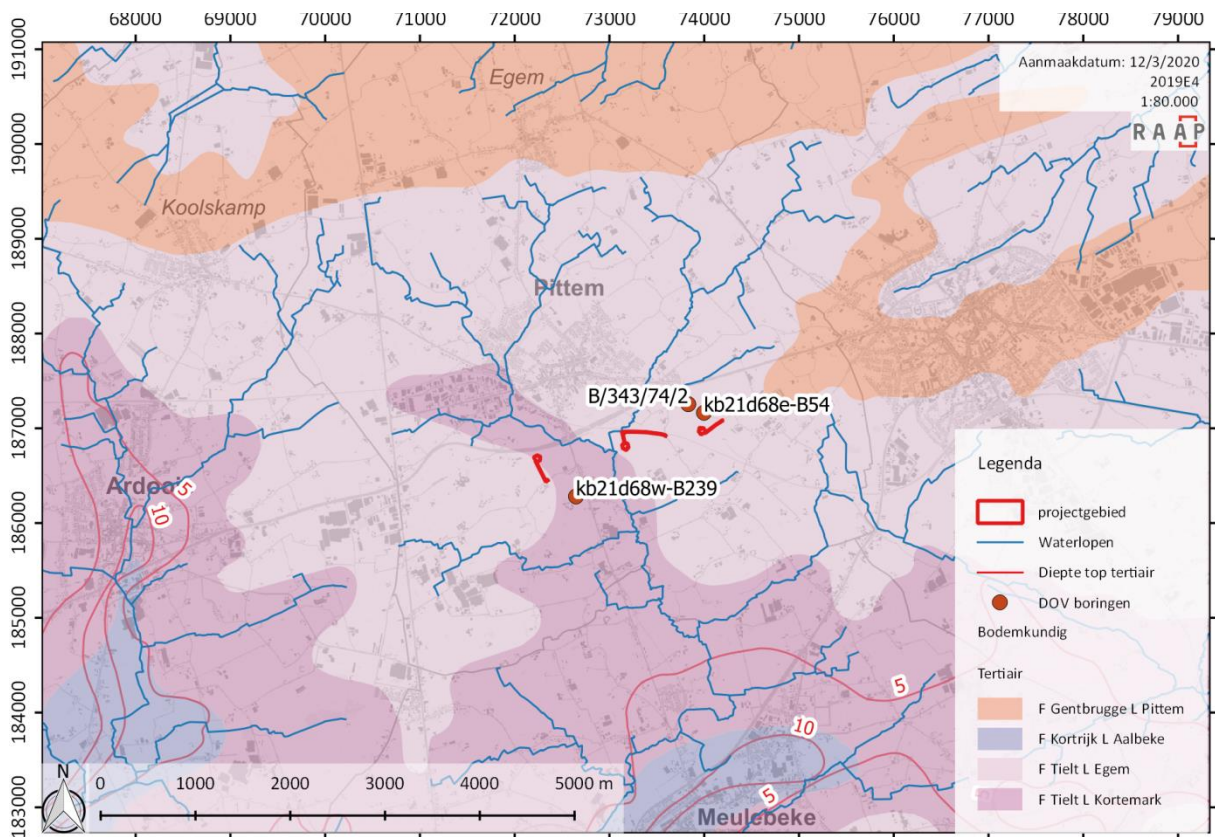 68000 69000 70000 71000 72000 73000 74000 75000 76000 77000 78000 79000
191000
190000
189000
188000
187000
186000
185000
184000
183000
Aanmaakdatum: 12/3/2020
2019E4
1:80.000
RAAP
Egem
Koolskamp
Pittem
B/343/74/2
kb21d68e-B54
kb21d68w-B239
Ardooi
5
10
5
10
5
Meulebeke
N
0 1000 2000 3000 4000 5000 m
Legenda
projectgebied
Waterlopen
Diepte top tertiair
DOV boringen
Bodemkundig
Tertiair
F Gentbrugge L Pittem
F Kortrijk L Aalbeke
F Tielt L Egem
F Tielt L Kortemark